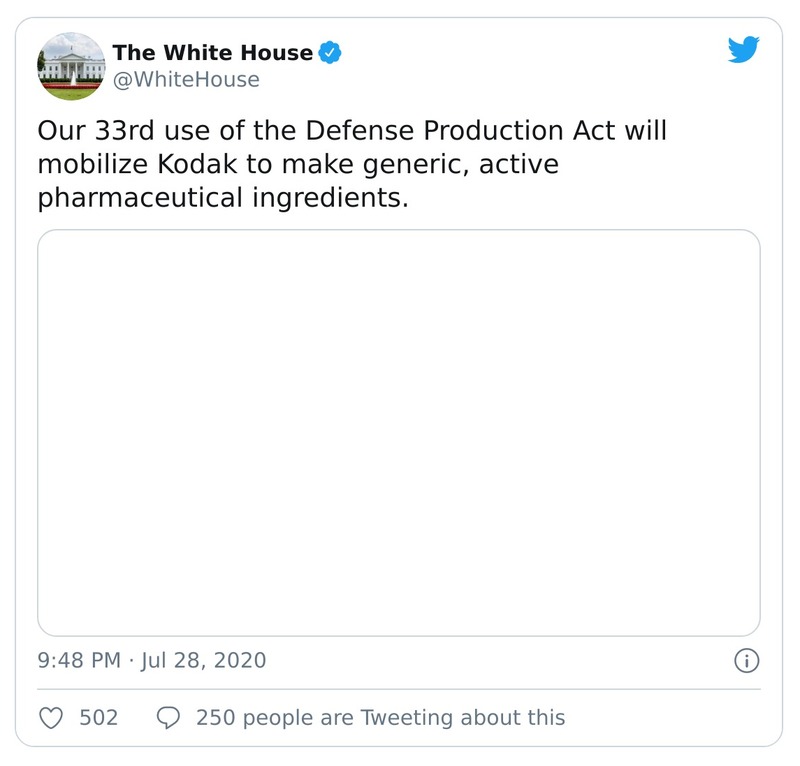 The White House
@WhiteHouse
Our 33rd use of the Defense Production Act will
mobilize Kodak to make generic, active
pharmaceutical ingredients.
9:48 PM · Jul 28, 2020
502
250 people are Tweeting about this